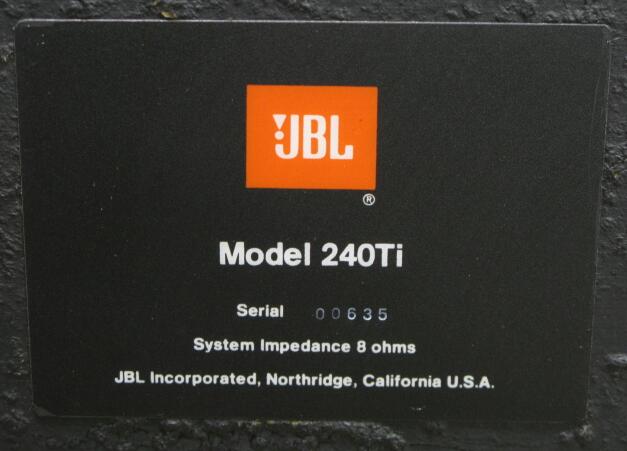 JBL
®
Model 240Ti
Serial 00635
System Impedance 8 ohms
JBL Incorporated, Northridge, California U.S.A.